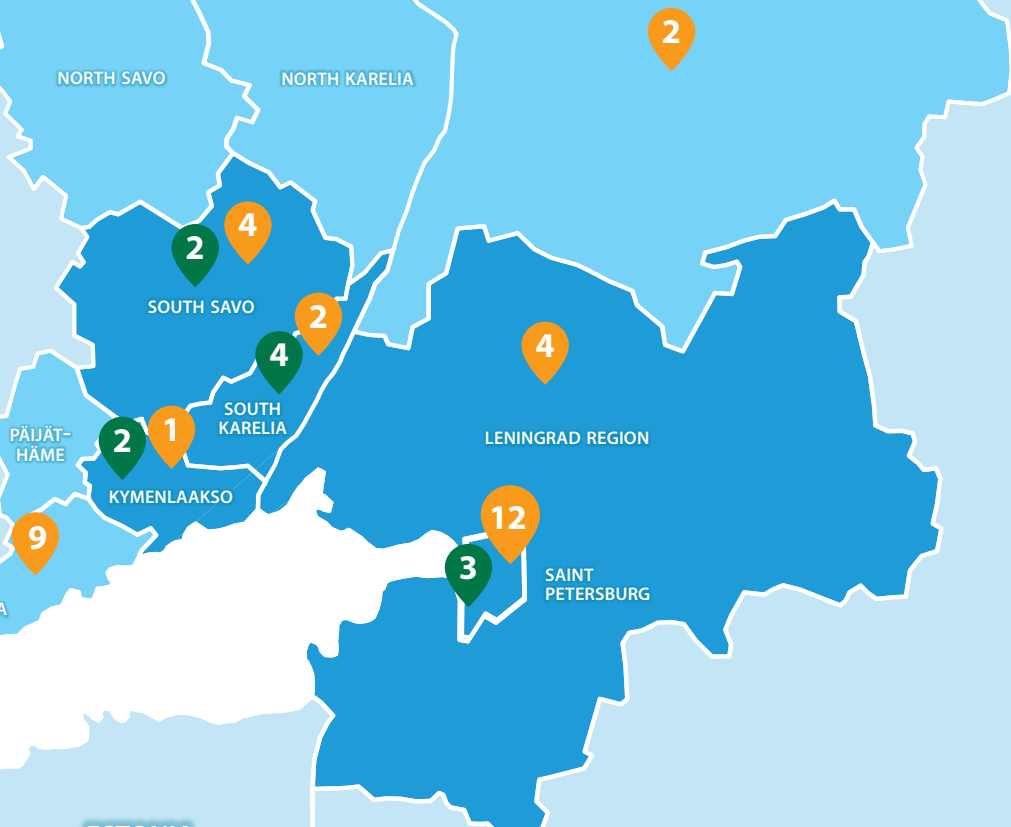 2
NORTH SAVO
NORTH KARELIA
4
2
SOUTH SAVO
2
4
4
SOUTH
KARELIA
LENINGRAD REGION
PÄIJÄT-
HÄME
2
1
KYMENLAAKSO
9
12
3
SAINT
PETERSBURG
A